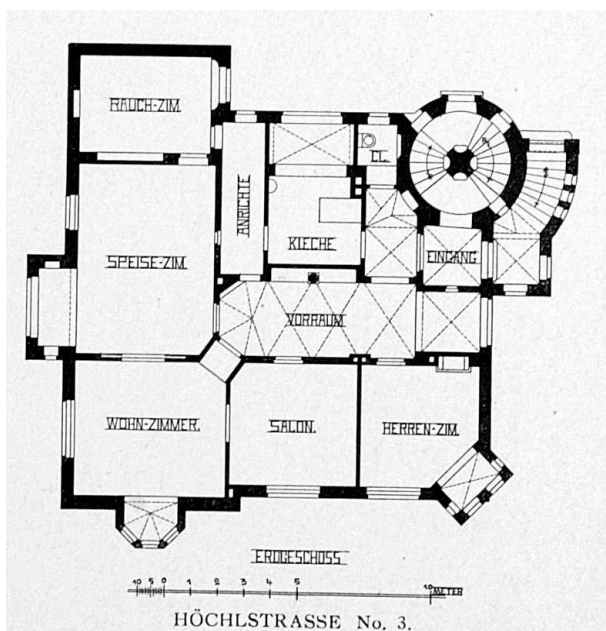 RAUCH-ZIM.
CL.
ANRICHTE
KUECHE
EINGANG
SPEISE-ZIM.
VORRAUM
WOHN-ZIMMER.
SALON.
HERREN-ZIM.
ERDGESCHOSS
10 5 0 1 2 3 4 5 10 METER
HÖCHLSTRASSE No. 3.